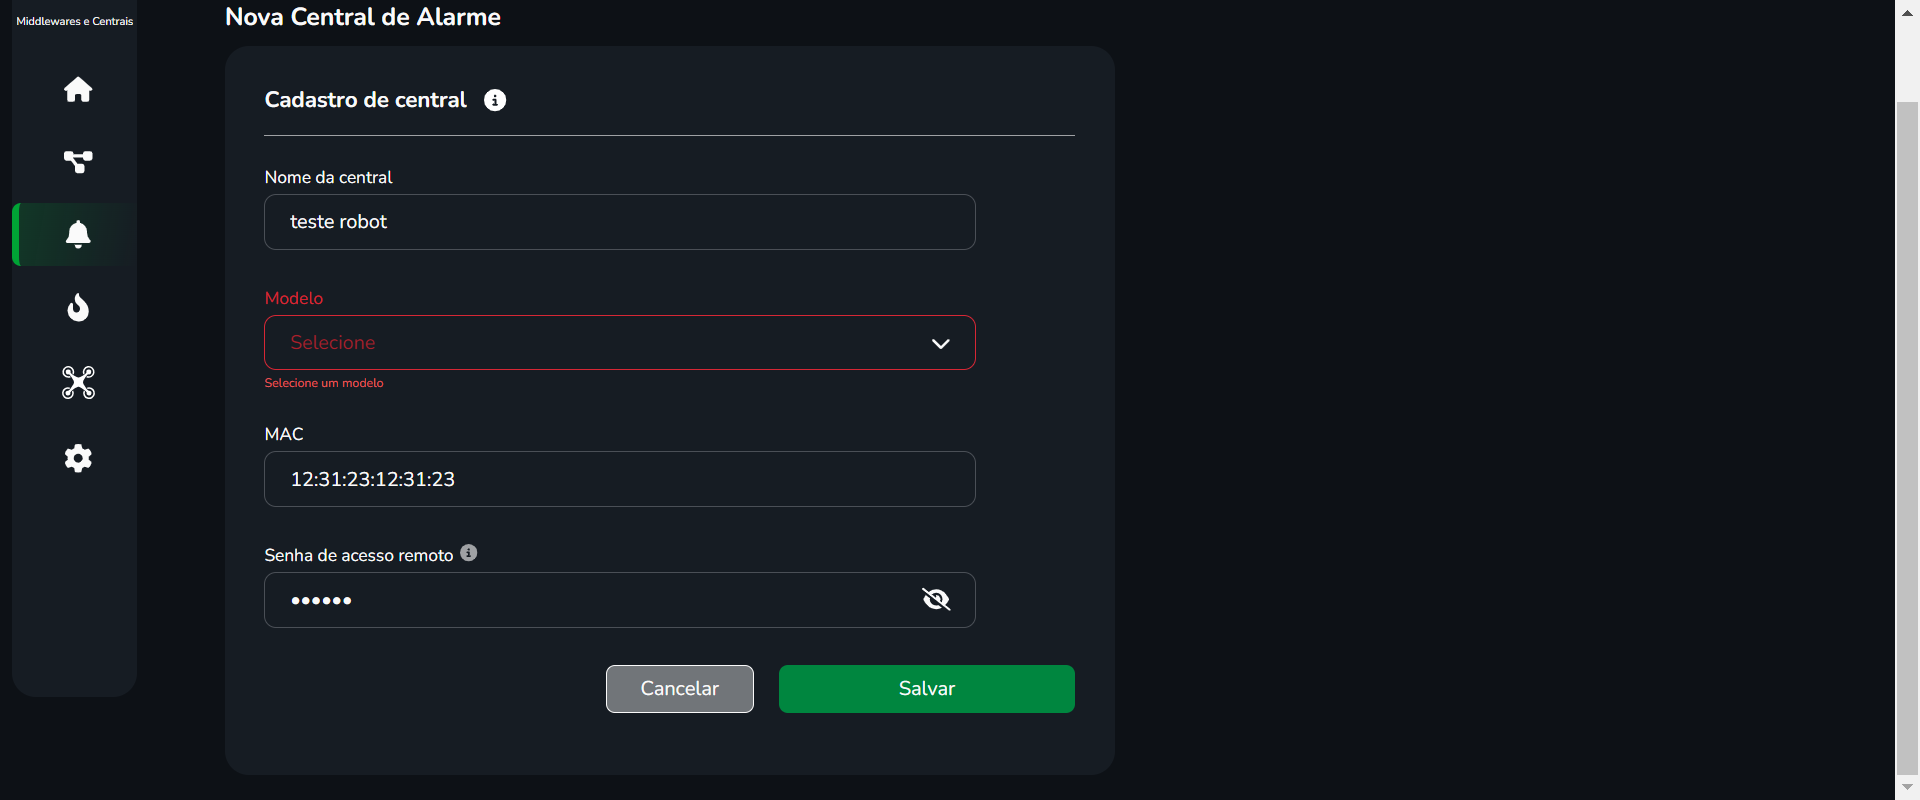 Middlewares e Centrais
Nova Central de Alarme
Cadastro de central
Nome da central
teste robot
Modelo
Selecione
Selecione um modelo
MAC
12:31:23:12:31:23
Senha de acesso remoto
••••••
Cancelar
Salvar